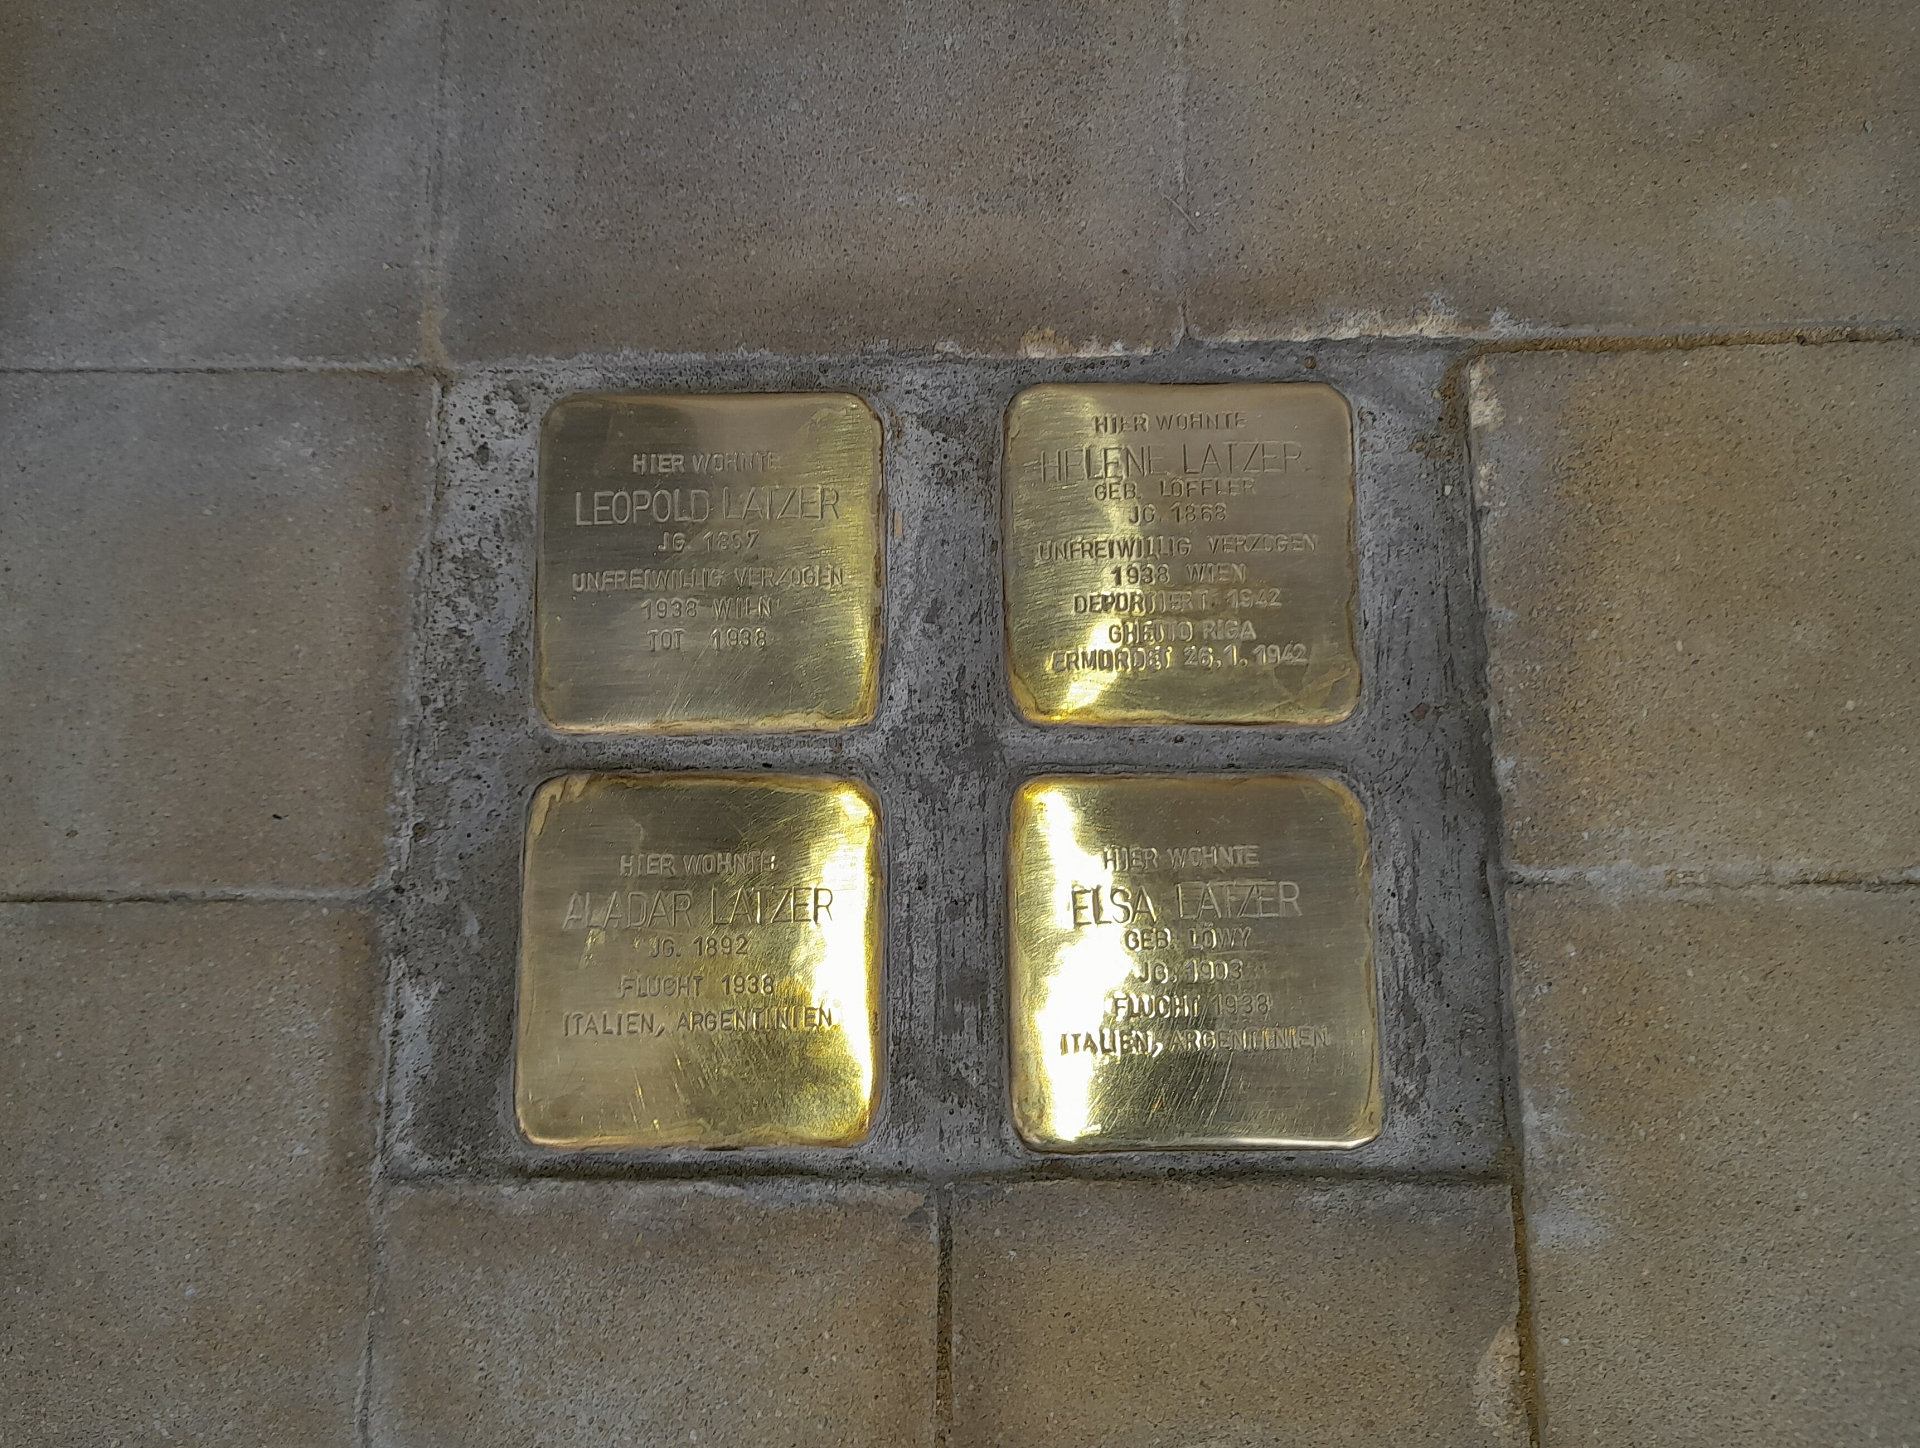 HIER WOHNTE
LEOPOLD LATZER
JG. 1857
UNFREIWILLIG VERZOGEN
1938 WIEN
TOT 1938
HIER WOHNTE
HELENE LATZER
GEB. LÖFFLER
JG. 1868
UNFREIWILLIG VERZOGEN
1938 WIEN
DEPORTIERT 1942
GHETTO RIGA
ERMORDET 26.1.1942
HIER WOHNTE
ALADAR LATZER
JG. 1892
FLUCHT 1938
ITALIEN, ARGENTINIEN
HIER WOHNTE
ELSA LATZER
GEB. LÖWY
JG. 1903
FLUCHT 1938
ITALIEN, ARGENTINIEN